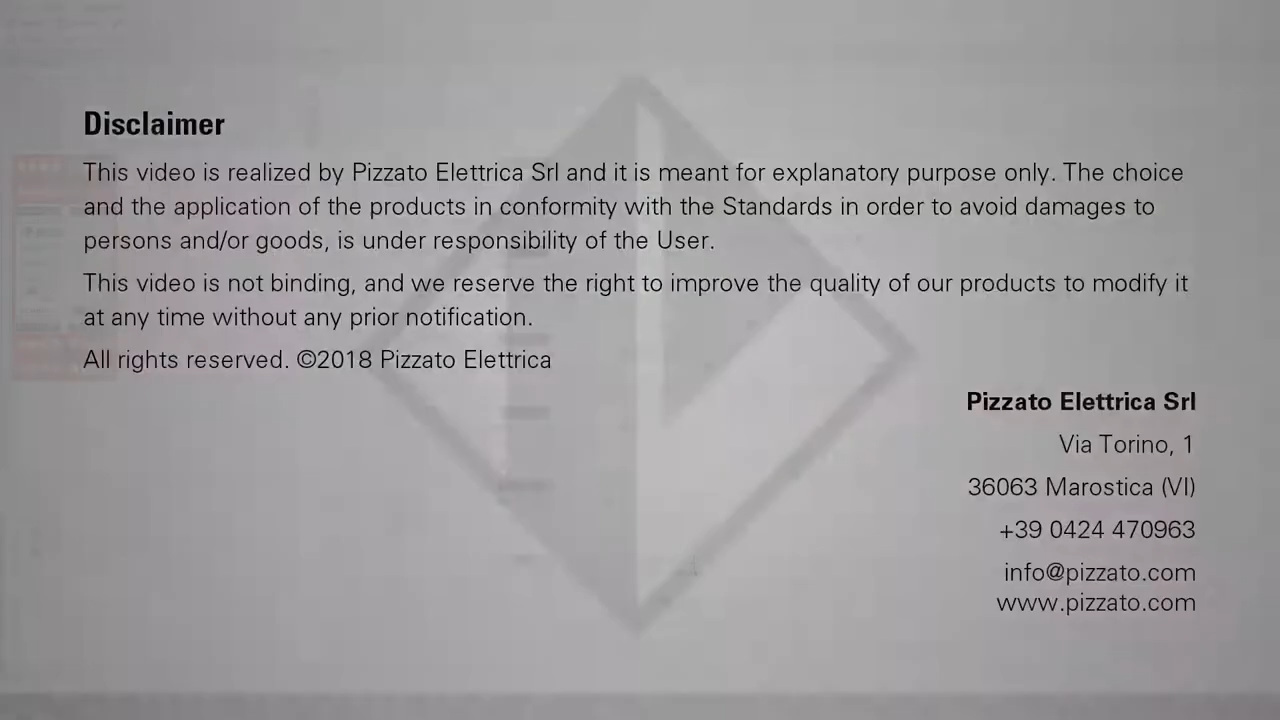 Disclaimer
This video is realized by Pizzato Elettrica Srl and it is meant for explanatory purpose only. The choice
and the application of the products in conformity with the Standards in order to avoid damages to
persons and/or goods, is under responsibility of the User.
This video is not binding, and we reserve the right to improve the quality of our products to modify it
at any time without any prior notification.
All rights reserved. ©2018 Pizzato Elettrica
Pizzato Elettrica Srl
Via Torino, 1
36063 Marostica (VI)
+39 0424 470963
info@pizzato.com
www.pizzato.com